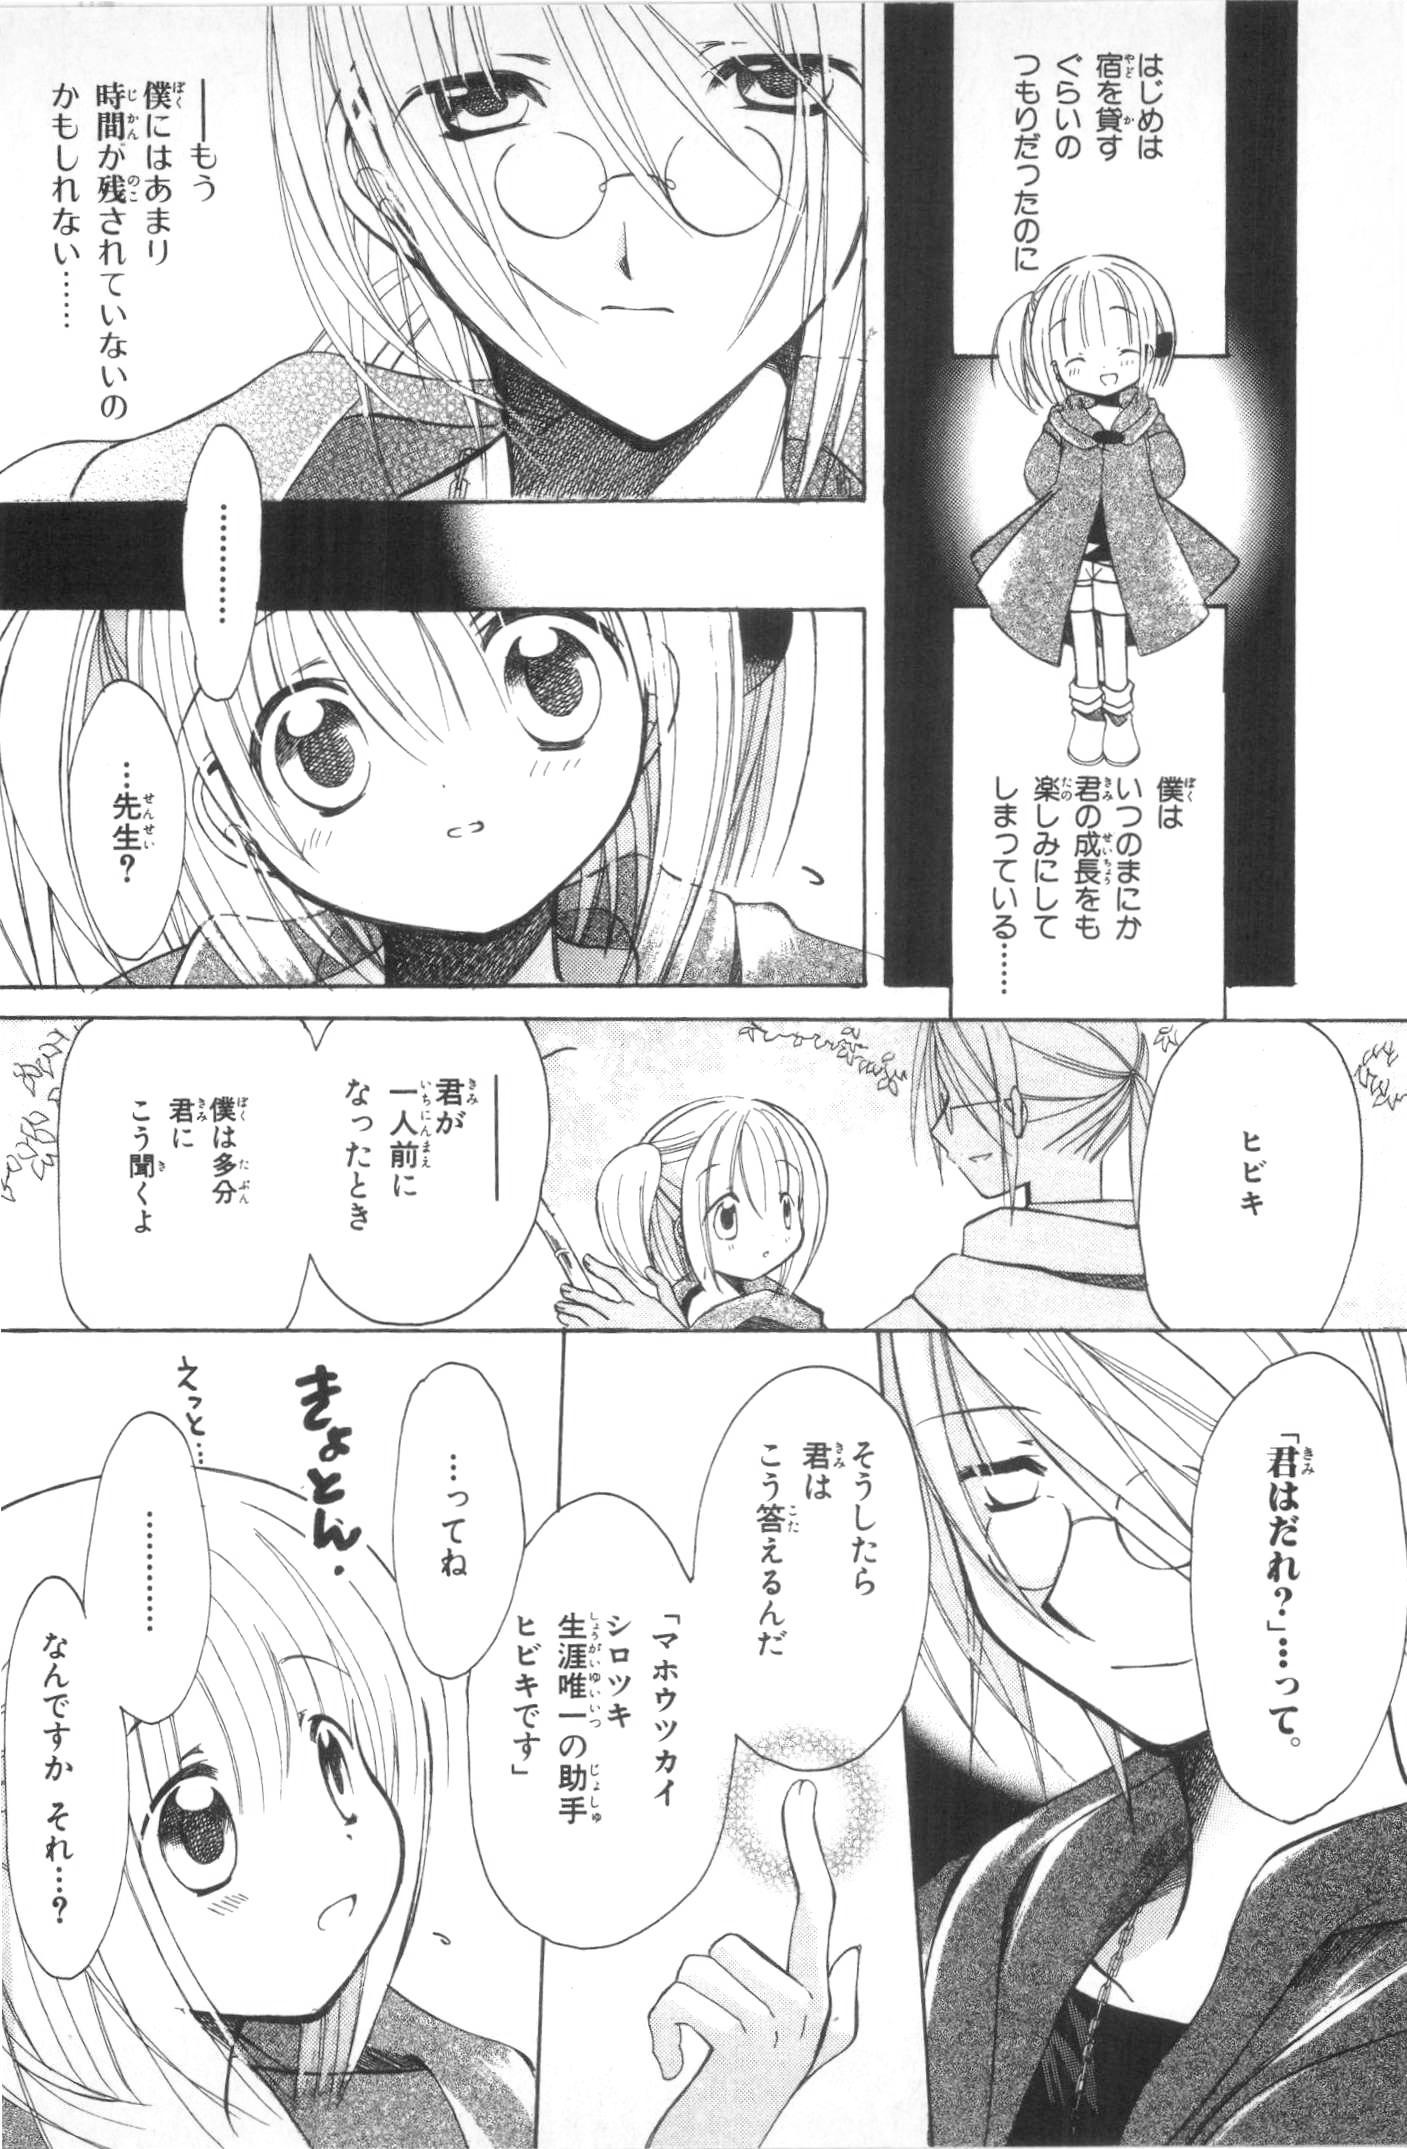 はじめは
宿を貸す
ぐらいの
つもりだったのに
僕は
いつのまにか
君の成長をも
楽しみにして
しまっている……
――もう
僕にはあまり
時間が残されていないの
かもしれない……
…………
…先生?
ヒビキ
――
君が
一人前に
なったとき
僕は多分
君に
こう聞くよ
「君はだれ?」…って。
そうしたら
君は
こう答えるんだ
「マホウツカイ
シロツキ
生涯唯一の助手
ヒビキです」
…ってね
きょとん.
えっと…
…………
なんですか それ…?